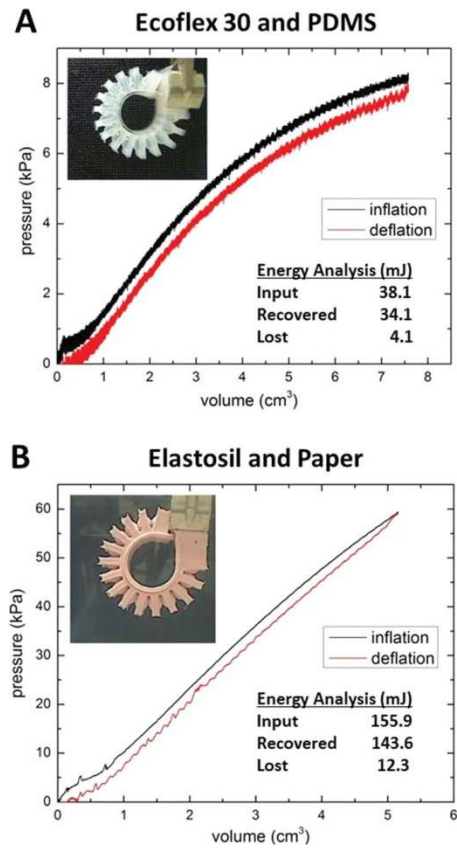 A Ecoflex 30 and PDMS
8
6
4
2
0
pressure (kPa)
inflation
deflation
Energy Analysis (mJ)
Input 38.1
Recovered 34.1
Lost 4.1
0 1 2 3 4 5 6 7 8
volume (cm³)
B Elastosil and Paper
60
50
40
30
20
10
0
pressure (kPa)
inflation
deflation
Energy Analysis (mJ)
Input 155.9
Recovered 143.6
Lost 12.3
0 1 2 3 4 5 6
volume (cm³)